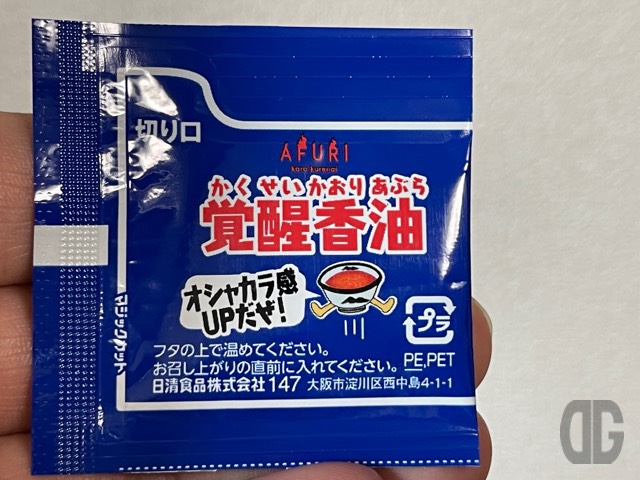 切り口
AFURI
kara kurenai
かくせいかおりあぶら
覚醒香油
オシャカラ感
UPだぜ!
プラ
PE,PET
マジックカット
フタの上で温めてください。
お召し上がりの直前に入れてください。
日清食品株式会社147 大阪市淀川区西中島4-1-1
DG